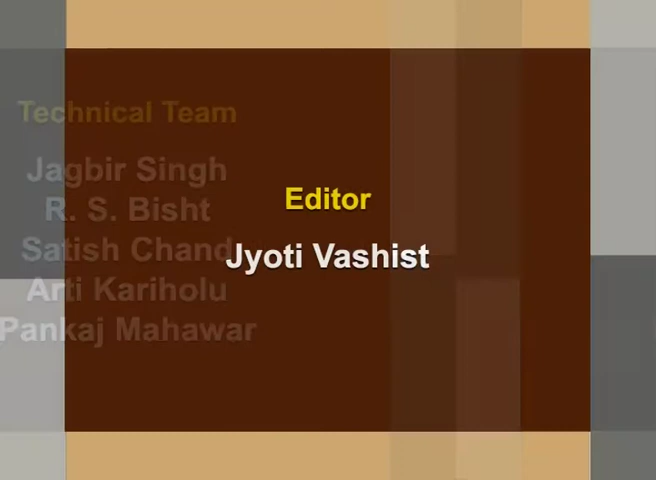 Technical Team
Jagbir Singh
R. S. Bisht
Satish Chand
Arti Kariholu
Pankaj Mahawar
Editor
Jyoti Vashist